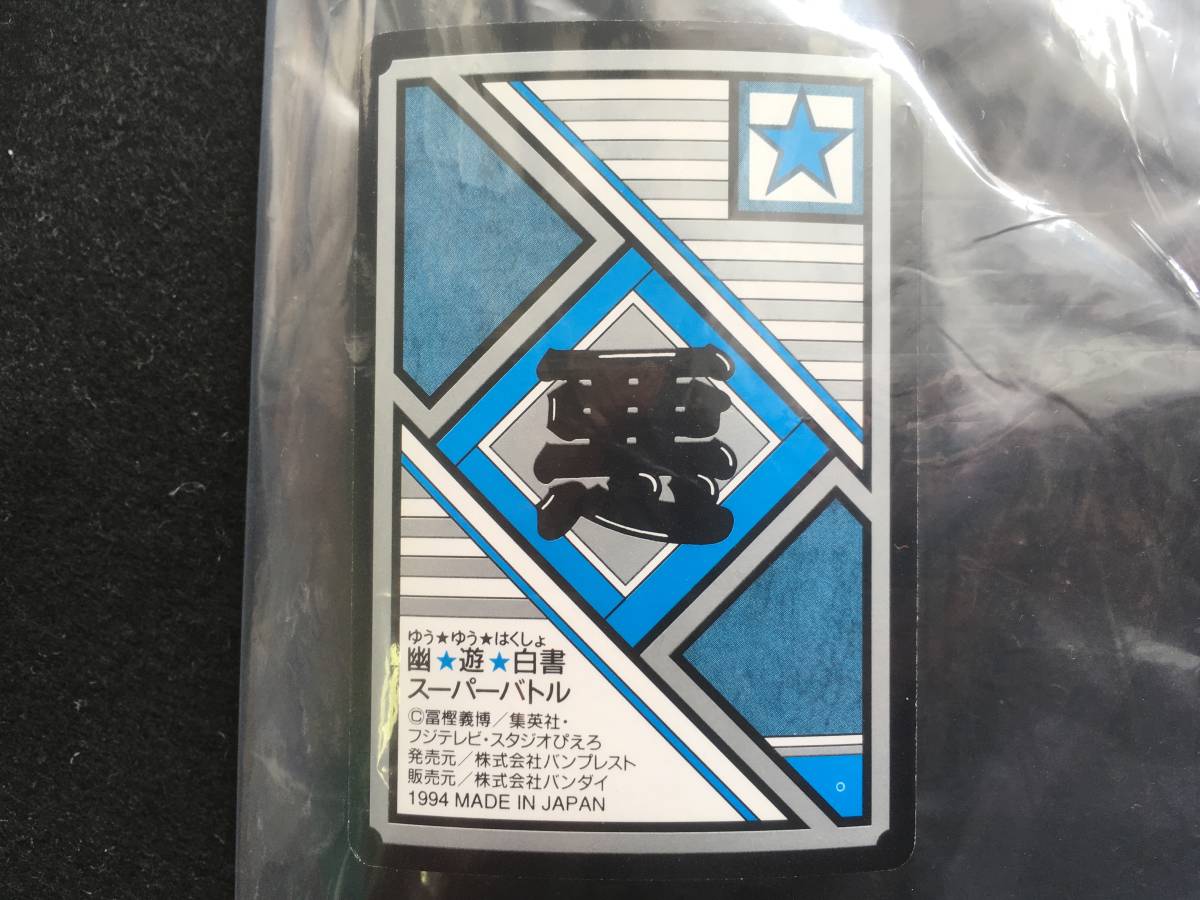 悪
ゆう★ゆう★はくしょ
幽★遊★白書
スーパーバトル
©冨樫義博／集英社・
フジテレビ・スタジオぴえろ
発売元／株式会社バンプレスト
販売元／株式会社バンダイ
1994 MADE IN JAPAN